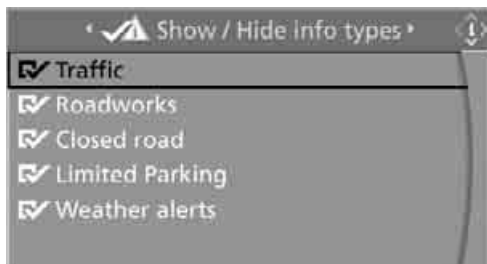 Show / Hide info types
Traffic
Roadworks
Closed road
Limited Parking
Weather alerts